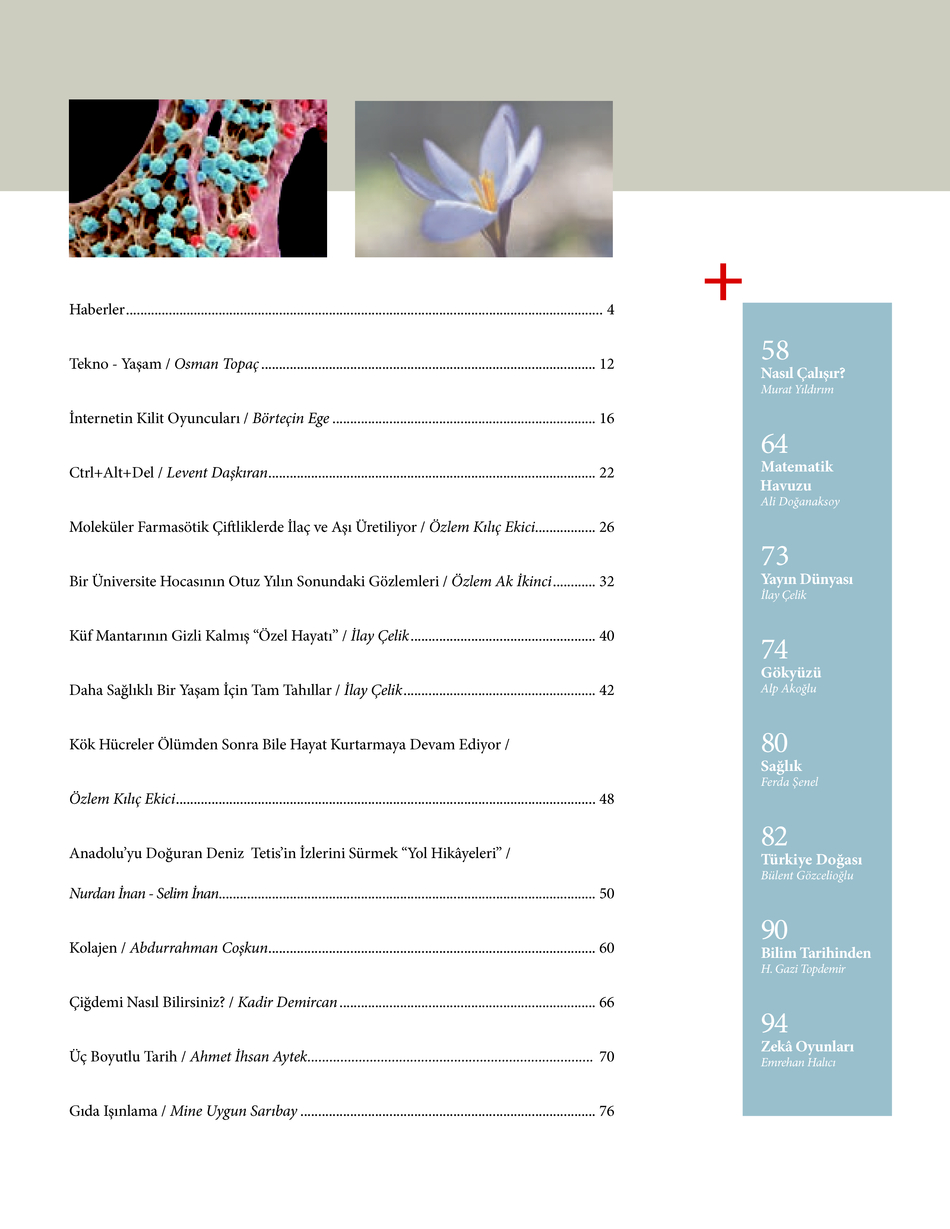 Haberler 4
Tekno - Yaşam / Osman Topaç 12
İnternetin Kilit Oyuncuları / Börteçin Ege 16
Ctrl+Alt+Del / Levent Daşkıran 22
Moleküler Farmasötik Çiftliklerde İlaç ve Aşı Üretiliyor / Özlem Kılıç Ekici 26
Bir Üniversite Hocasının Otuz Yılın Sonundaki Gözlemleri / Özlem Ak İkinci 32
Küf Mantarının Gizli Kalmış “Özel Hayatı” / İlay Çelik 40
Daha Sağlıklı Bir Yaşam İçin Tam Tahıllar / İlay Çelik 42
Kök Hücreler Ölümden Sonra Bile Hayat Kurtarmaya Devam Ediyor /
Özlem Kılıç Ekici 48
Anadolu’yu Doğuran Deniz Tetis’in İzlerini Sürmek “Yol Hikâyeleri” /
Nurdan İnan - Selim İnan 50
Kolajen / Abdurrahman Coşkun 60
Çiğdemi Nasıl Bilirsiniz? / Kadir Demircan 66
Üç Boyutlu Tarih / Ahmet İhsan Aytek 70
Gıda Işınlama / Mine Uygun Sarıbay 76
+
58
Nasıl Çalışır?
Murat Yıldırım
64
Matematik
Havuzu
Ali Doğanaksoy
73
Yayın Dünyası
İlay Çelik
74
Gökyüzü
Alp Akoğlu
80
Sağlık
Ferda Şenel
82
Türkiye Doğası
Bülent Gözcelioğlu
90
Bilim Tarihinden
H. Gazi Topdemir
94
Zekâ Oyunları
Emrehan Halıcı